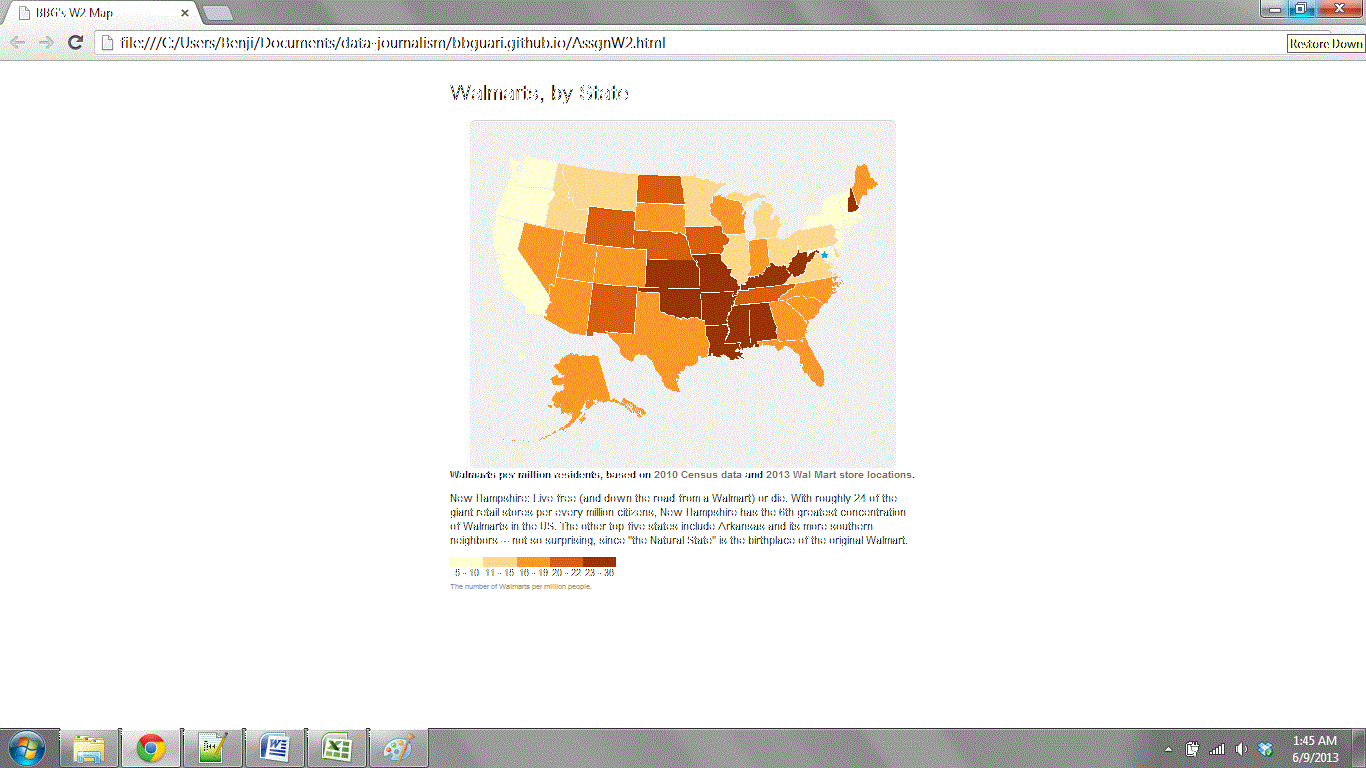 BBG's W2 Map
file:///C:/Users/Benji/Documents/data-journalism/bbguari.github.io/AssgnW2.html
Restore Down
Walmarts, by State
Walmarts per million residents, based on 2010 Census data and 2013 Wal Mart store locations.
New Hampshire: Live free (and down the road from a Walmart) or die. With roughly 24 of the
giant retail stores per every million citizens, New Hampshire has the 6th greatest concentration
of Walmarts in the US. The other top five states include Arkansas and its more southern
neighbors -- not so surprising, since "the Natural State" is the birthplace of the original Walmart.
5 - 10 11 - 15 16 - 19 20 - 22 23 - 36
The number of Walmarts per million people.
1:45 AM
6/9/2013